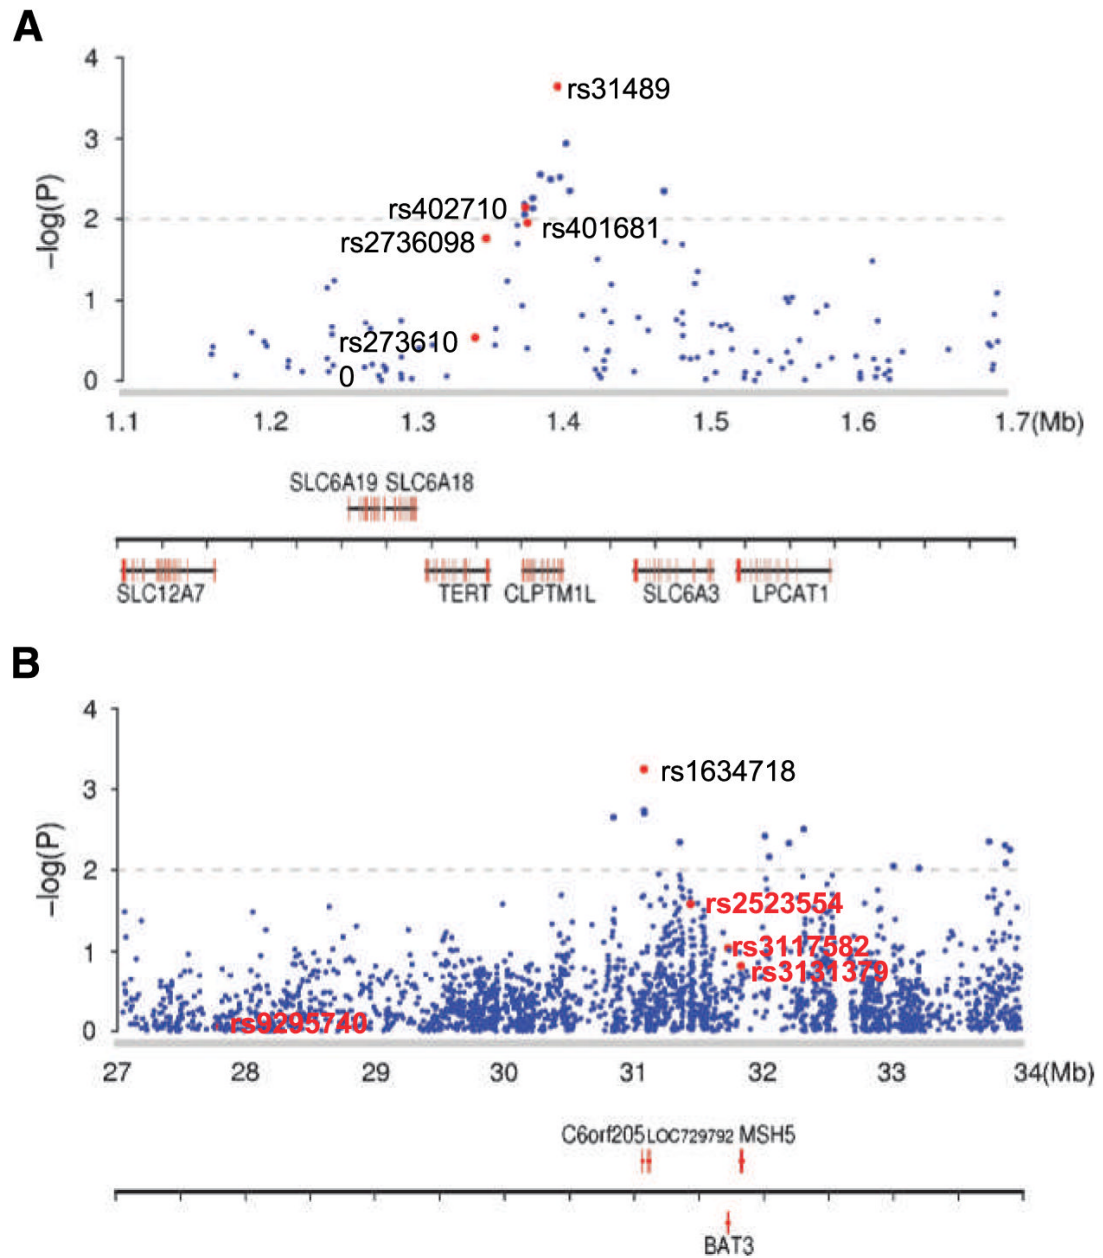 A
4
3
2
1
0
−log(P)
rs31489
rs402710
rs401681
rs2736098
rs273610
0
1.1 1.2 1.3 1.4 1.5 1.6 1.7(Mb)
SLC6A19 SLC6A18
SLC12A7 TERT CLPTM1L SLC6A3 LPCAT1
B
4
3
2
1
0
−log(P)
rs1634718
rs2523554
rs3117582
rs3131379
rs9295740
27 28 29 30 31 32 33 34(Mb)
C6orf205 LOC729792 MSH5
BAT3